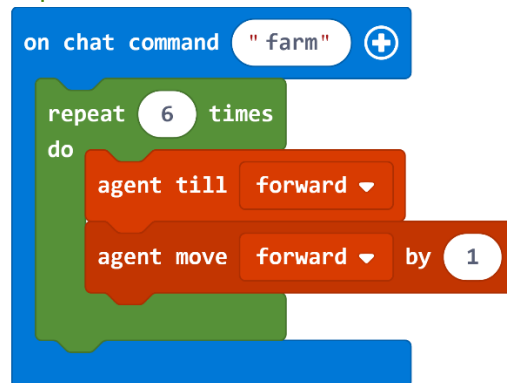 on chat command "farm"
repeat 6 times
do
agent till forward
agent move forward by 1